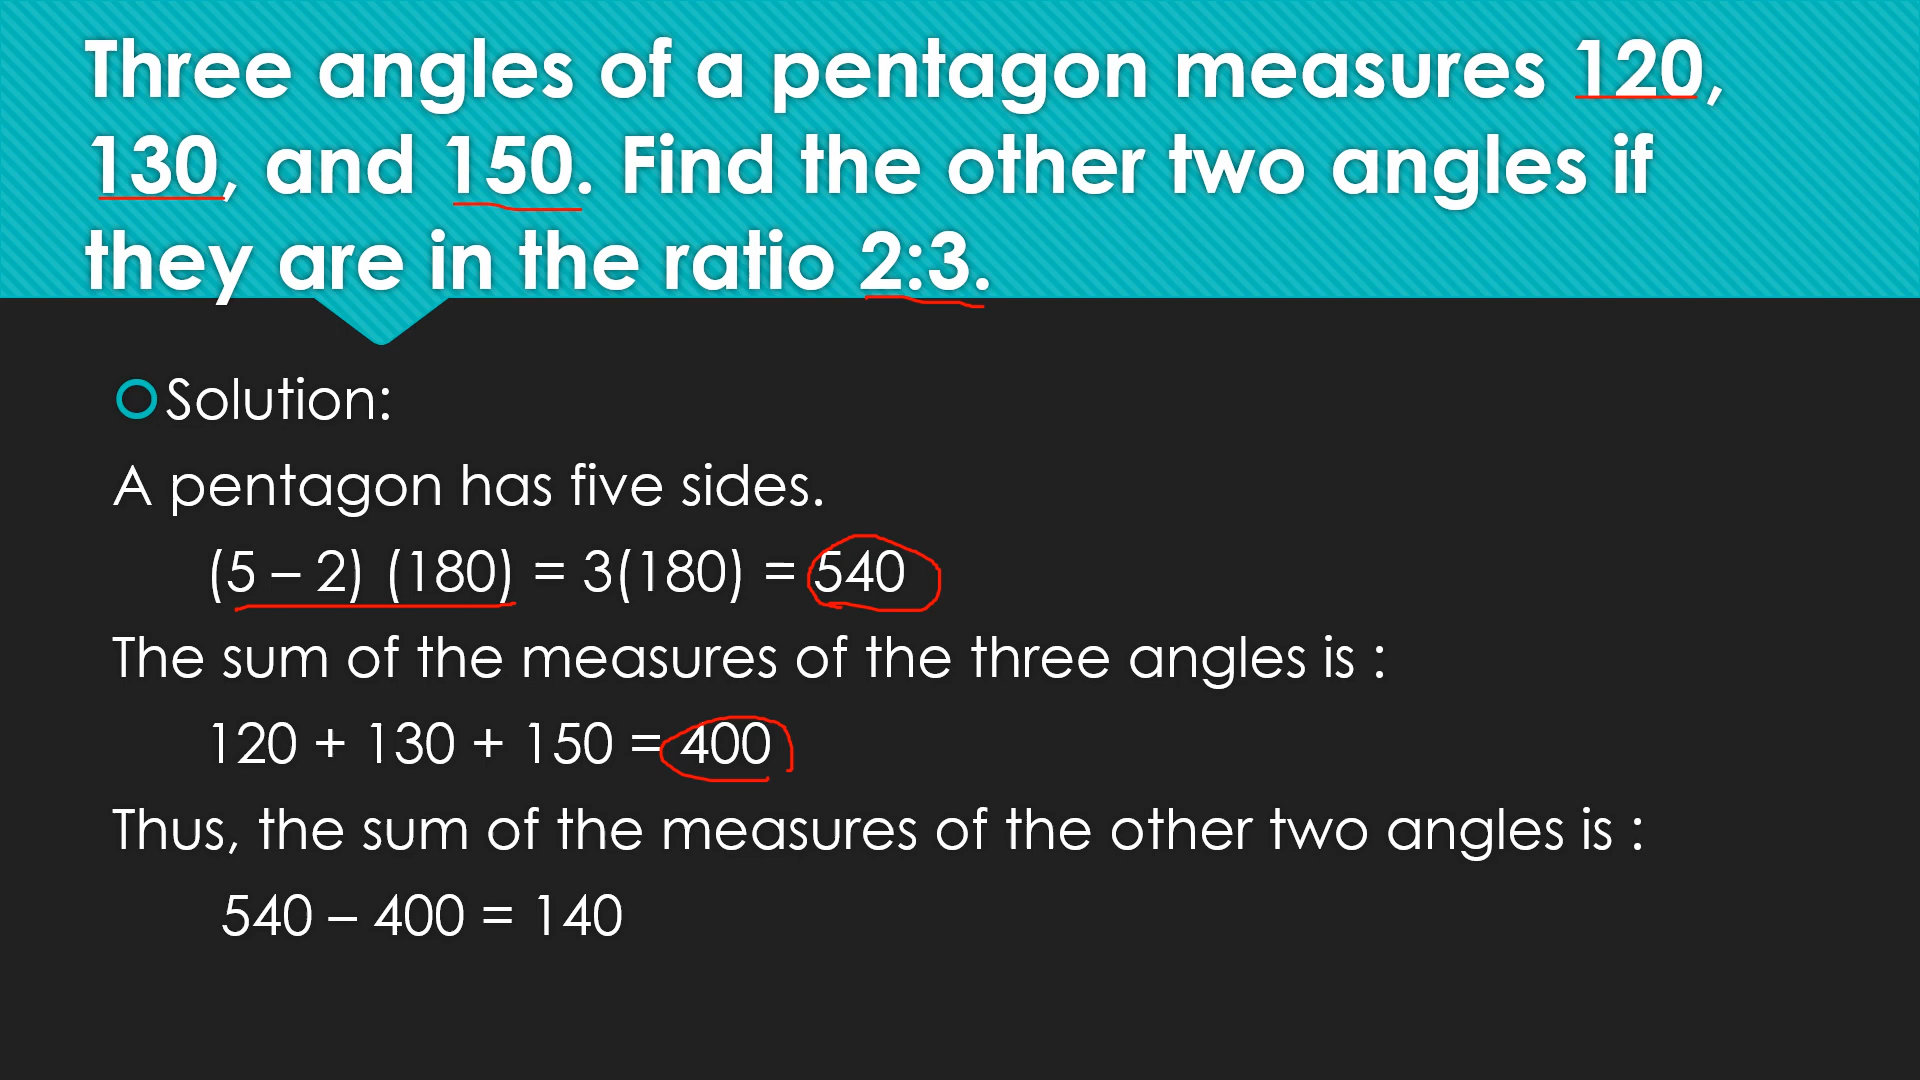 Three angles of a pentagon measures 120,
130, and 150. Find the other two angles if
they are in the ratio 2:3.
Solution:
A pentagon has five sides.
(5 – 2) (180) = 3(180) = 540
The sum of the measures of the three angles is :
120 + 130 + 150 = 400
Thus, the sum of the measures of the other two angles is :
540 – 400 = 140